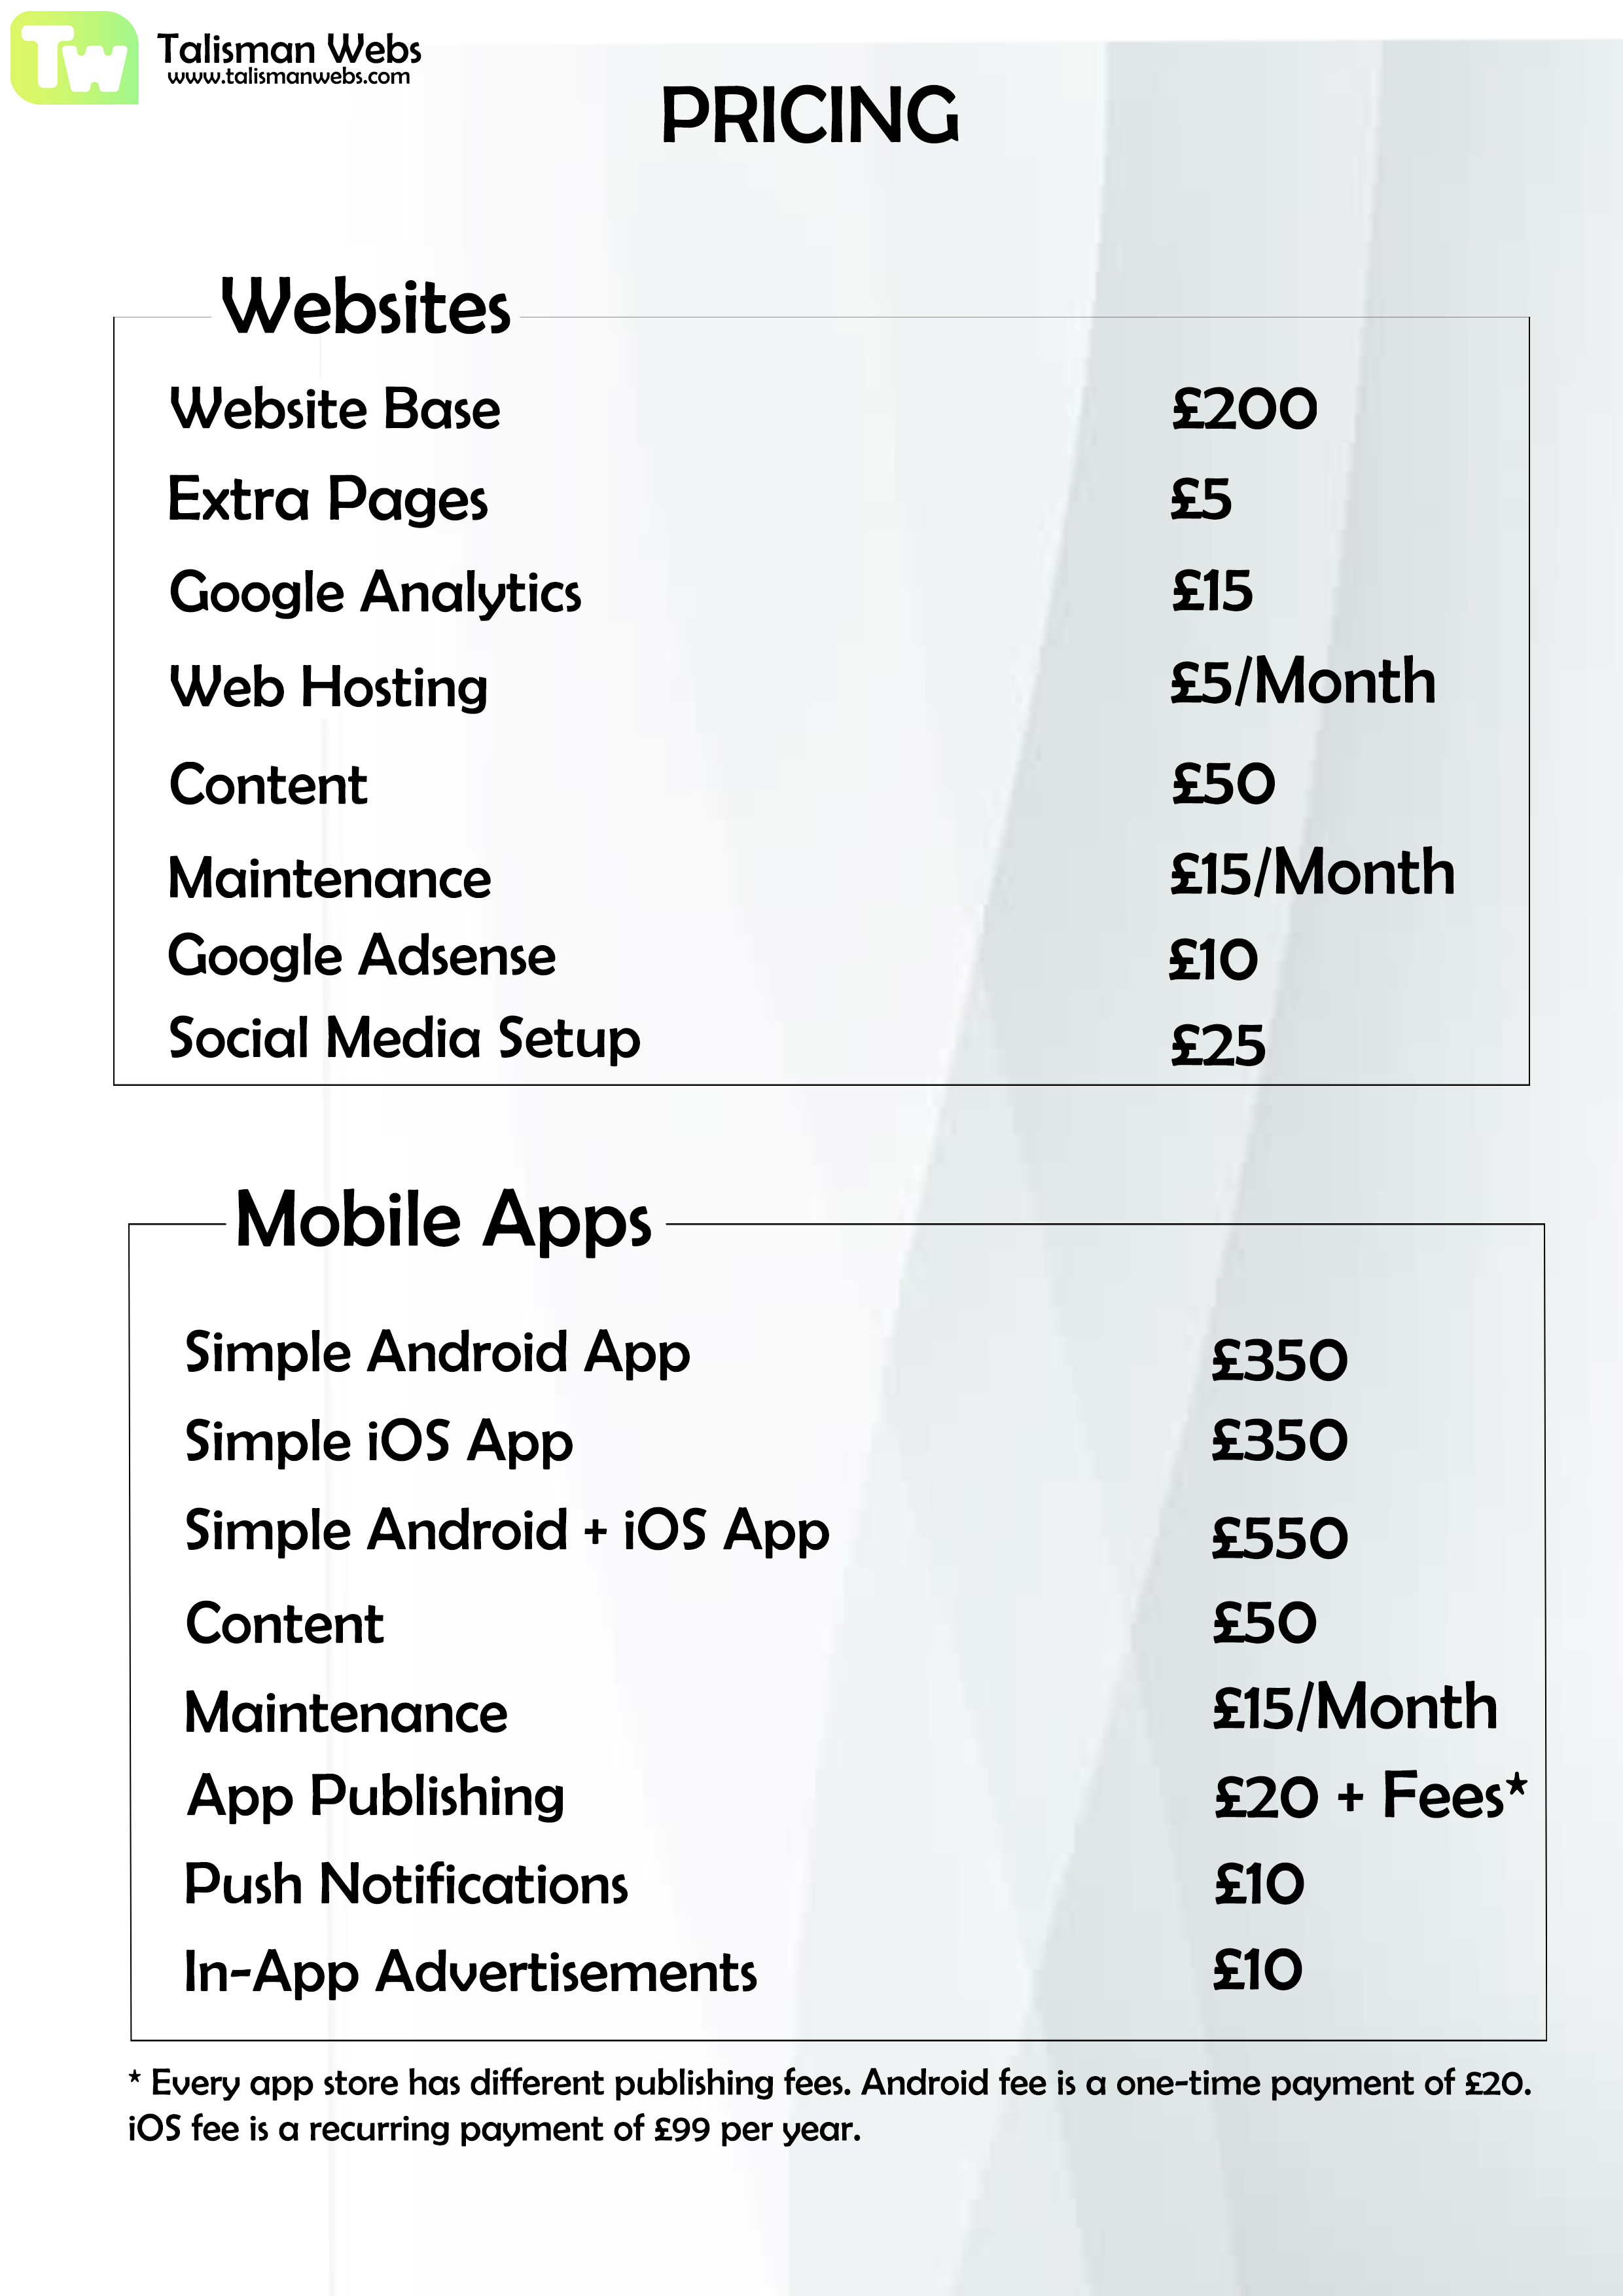 TW
Talisman Webs
www.talismanwebs.com
PRICING
Websites
Website Base £200
Extra Pages £5
Google Analytics £15
Web Hosting £5/Month
Content £50
Maintenance £15/Month
Google Adsense £10
Social Media Setup £25
Mobile Apps
Simple Android App £350
Simple iOS App £350
Simple Android + iOS App £550
Content £50
Maintenance £15/Month
App Publishing £20 + Fees*
Push Notifications £10
In-App Advertisements £10
* Every app store has different publishing fees. Android fee is a one-time payment of £20.
iOS fee is a recurring payment of £99 per year.